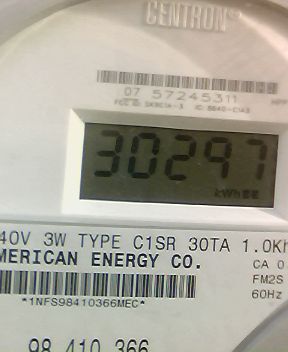 CENTRON®
07 57245311
30297
kWh
40V 3W TYPE C1SR 30TA 1.0Kh
MERICAN ENERGY CO.
CA 0
FM2S
*1NFS98410366MEC*
60Hz
98 410 366